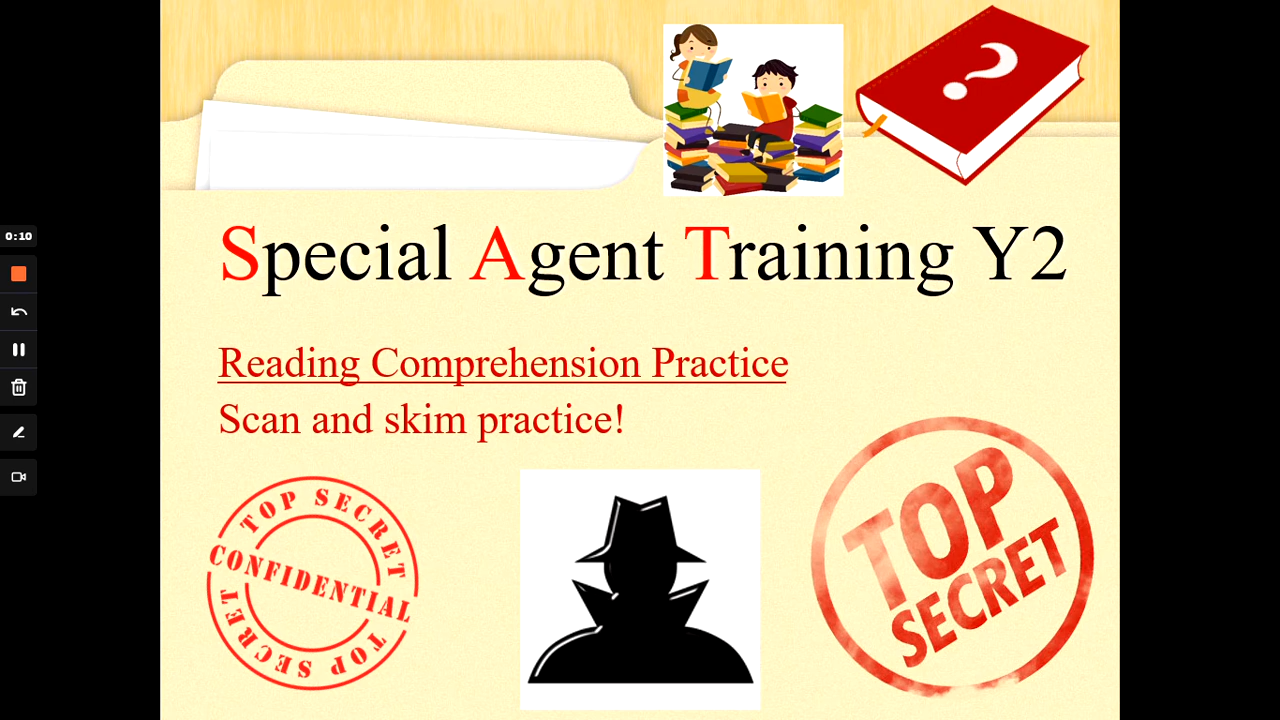 0:10
?
Special Agent Training Y2
Reading Comprehension Practice
Scan and skim practice!
TOP SECRET
CONFIDENTIAL
TOP SECRET
TOP
SECRET